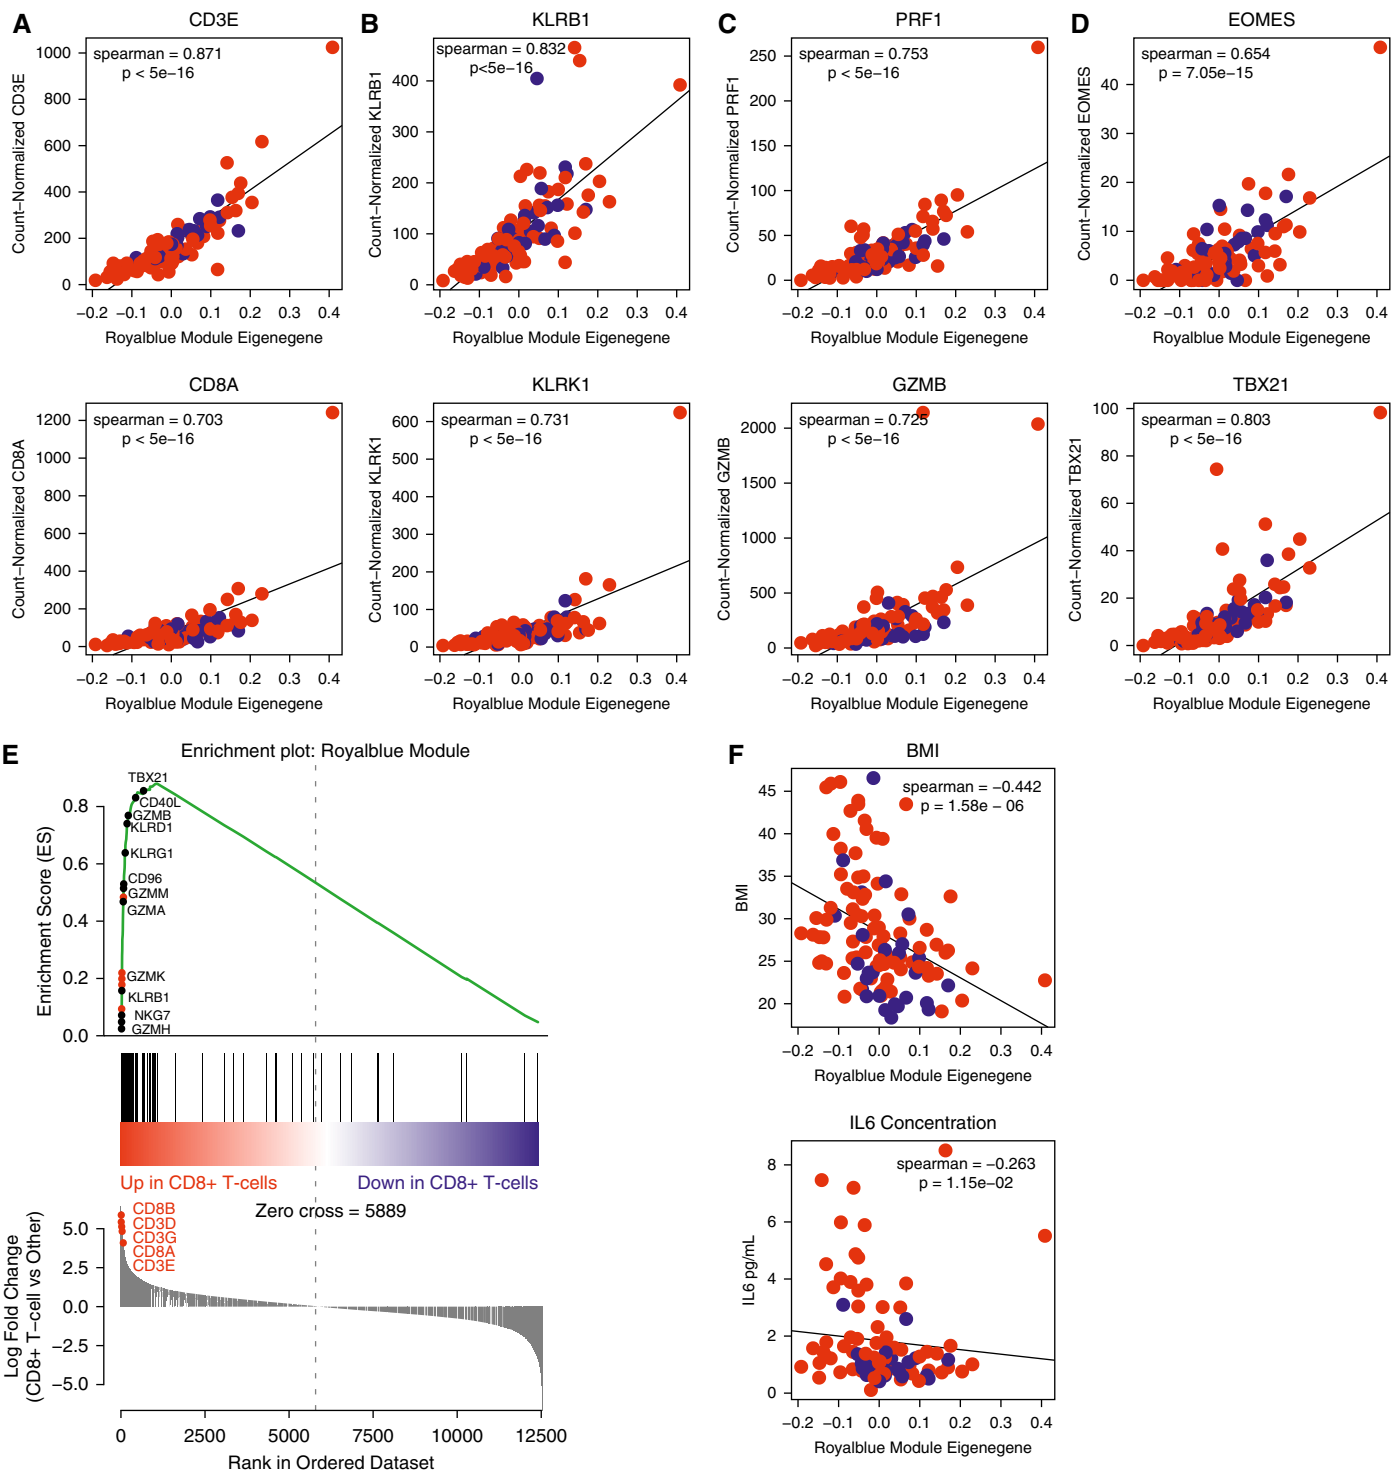 A
CD3E
spearman = 0.871
p < 5e−16
Count−Normalized CD3E
1000
800
600
400
200
0
−0.2 −0.1 0.0 0.1 0.2 0.3 0.4
Royalblue Module Eigenegene
B
KLRB1
spearman = 0.832
p<5e−16
Count−Normalized KLRB1
400
300
200
100
0
−0.2 −0.1 0.0 0.1 0.2 0.3 0.4
Royalblue Module Eigenegene
C
PRF1
spearman = 0.753
p < 5e−16
Count−Normalized PRF1
250
200
150
100
50
0
−0.2 −0.1 0.0 0.1 0.2 0.3 0.4
Royalblue Module Eigenegene
D
EOMES
spearman = 0.654
p = 7.05e−15
Count−Normalized EOMES
40
30
20
10
0
−0.2 −0.1 0.0 0.1 0.2 0.3 0.4
Royalblue Module Eigenegene
CD8A
spearman = 0.703
p < 5e−16
Count−Normalized CD8A
1200
1000
800
600
400
200
0
−0.2 −0.1 0.0 0.1 0.2 0.3 0.4
Royalblue Module Eigenegene
KLRK1
spearman = 0.731
p < 5e−16
Count−Normalized KLRK1
600
500
400
300
200
100
0
−0.2 −0.1 0.0 0.1 0.2 0.3 0.4
Royalblue Module Eigenegene
GZMB
spearman = 0.725
p < 5e−16
Count−Normalized GZMB
2000
1500
1000
500
0
−0.2 −0.1 0.0 0.1 0.2 0.3 0.4
Royalblue Module Eigenegene
TBX21
spearman = 0.803
p < 5e−16
Count−Normalized TBX21
100
80
60
40
20
0
−0.2 −0.1 0.0 0.1 0.2 0.3 0.4
Royalblue Module Eigenegene
E
Enrichment plot: Royalblue Module
Enrichment Score (ES)
0.8
0.6
0.4
0.2
0.0
TBX21
CD40L
GZMB
KLRD1
KLRG1
CD96
GZMM
GZMA
GZMK
KLRB1
NKG7
GZMH
Up in CD8+ T−cells
Down in CD8+ T−cells
Zero cross = 5889
CD8B
CD3D
CD3G
CD8A
CD3E
Log Fold Change
(CD8+ T−cell vs Other)
5.0
2.5
0.0
−2.5
−5.0
0 2500 5000 7500 10000 12500
Rank in Ordered Dataset
F
BMI
spearman = −0.442
p = 1.58e − 06
BMI
45
40
35
30
25
20
−0.2 −0.1 0.0 0.1 0.2 0.3 0.4
Royalblue Module Eigenegene
IL6 Concentration
spearman = −0.263
p = 1.15e−02
IL6 pg/mL
8
6
4
2
0
−0.2 −0.1 0.0 0.1 0.2 0.3 0.4
Royalblue Module Eigenegene